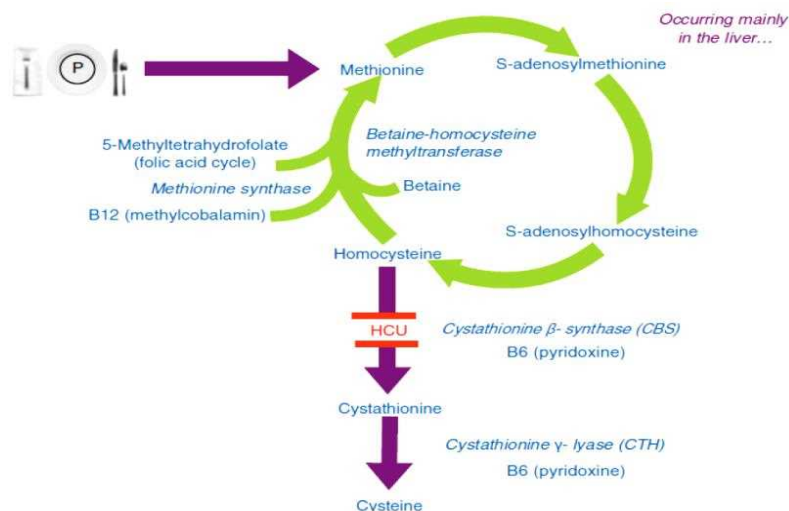 Occurring mainly
in the liver…
P
Methionine
S-adenosylmethionine
5-Methyltetrahydrofolate
(folic acid cycle)
Betaine-homocysteine
methyltransferase
Methionine synthase
Betaine
B12 (methylcobalamin)
S-adenosylhomocysteine
Homocysteine
HCU
Cystathionine β- synthase (CBS)
B6 (pyridoxine)
Cystathionine
Cystathionine γ- lyase (CTH)
B6 (pyridoxine)
Cysteine